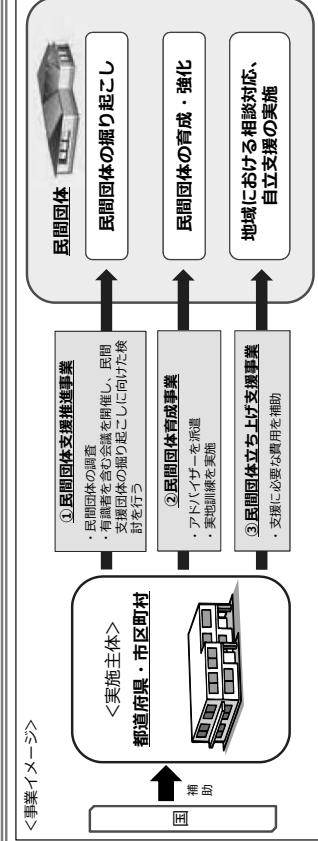 <事業イメージ>
国
補助
<実施主体>
都道府県・市区町村
①民間団体支援推進事業
・民間団体の調査
・有識者を含む会議を開催し、民間
支援団体の掘り起こしに向けた検
討を行う
②民間団体育成事業
・アドバイザーを派遣
・実地訓練を実施
③民間団体立ち上げ支援事業
・支援に必要な費用を補助
民間団体
民間団体の掘り起こし
民間団体の育成・強化
地域における相談対応、
自立支援の実施